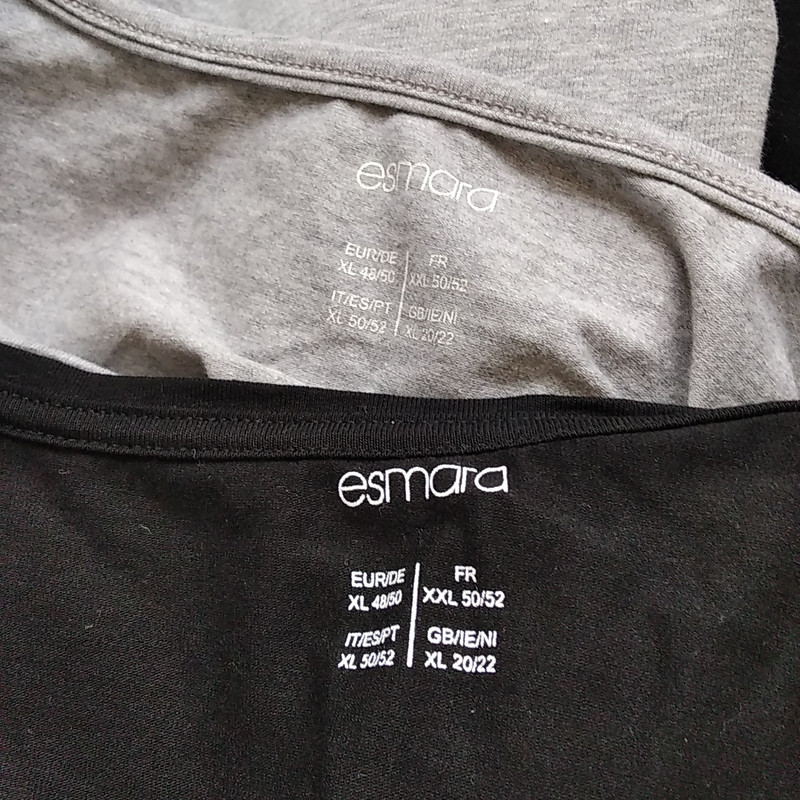 esmara
EUR/DE FR
XL 48/50 XXL 50/52
IT/ES/PT GB/IE/NI
XL 50/52 XL 20/22
esmara
EUR/DE FR
XL 48/50 XXL 50/52
IT/ES/PT GB/IE/NI
XL 50/52 XL 20/22